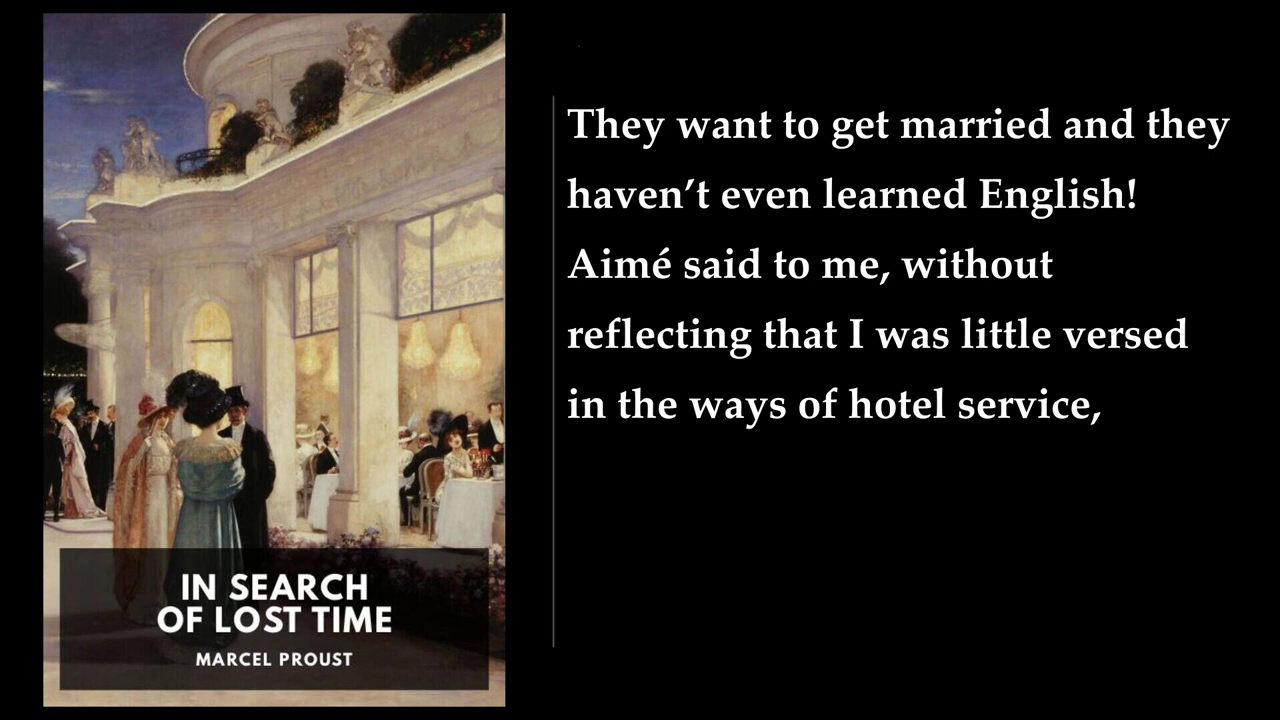 IN SEARCH
OF LOST TIME
MARCEL PROUST
They want to get married and they
haven’t even learned English!
Aimé said to me, without
reflecting that I was little versed
in the ways of hotel service,